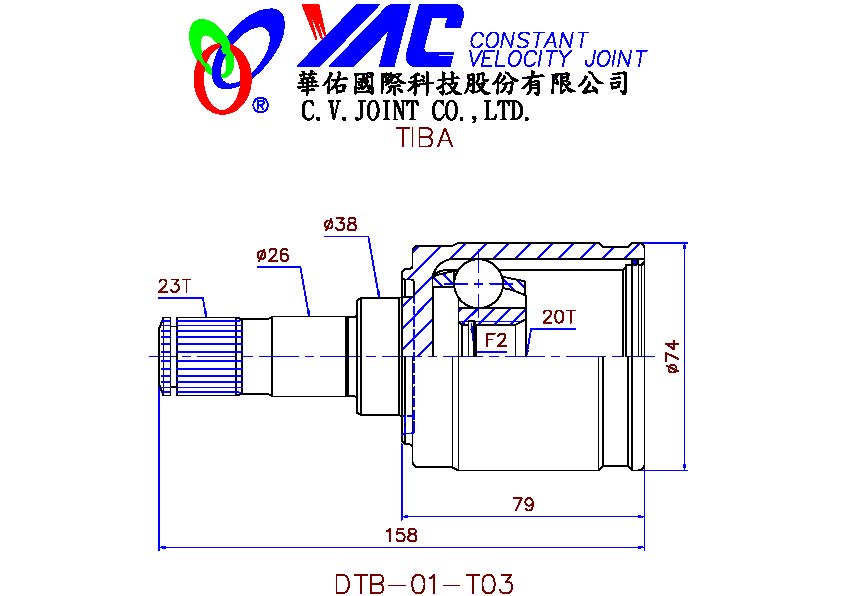 YAC CONSTANT
VELOCITY JOINT
®
華佑國際科技股份有限公司
C.V.JOINT CO.,LTD.
TIBA
ø38
ø26
23T
20T
F2
ø74
79
158
DTB-01-T03